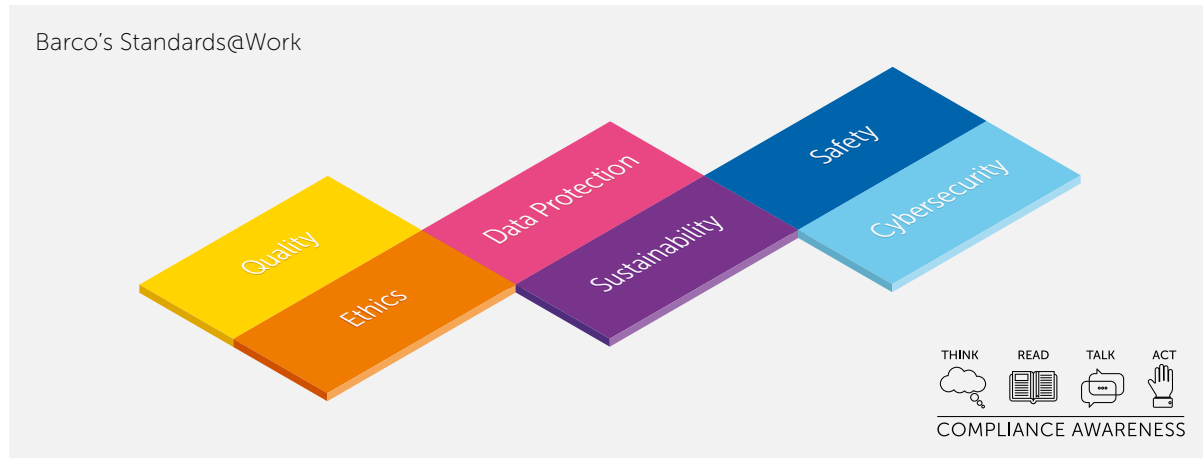 Barco's Standards@Work
Quality
Ethics
Data Protection
Sustainability
Safety
Cybersecurity
THINK READ TALK ACT
COMPLIANCE AWARENESS